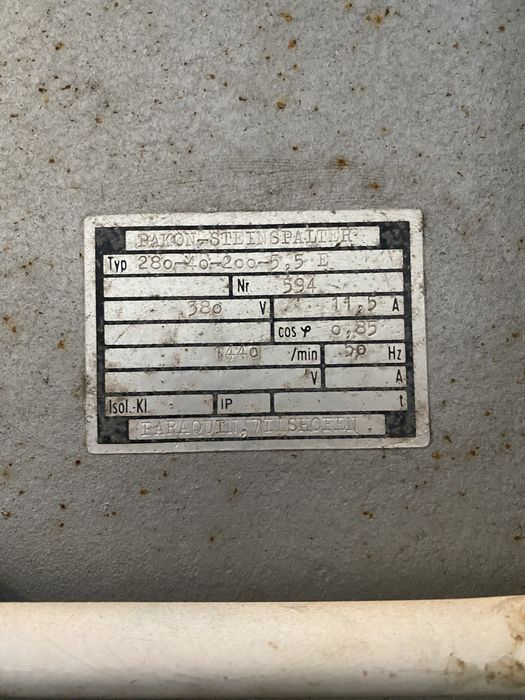 PAKON-STEINSPALTER
Typ 280-40-200-5,5 E
Nr 594
380 V 11,5 A
cos φ 0,85
1440 /min 50 Hz
V A
Isol.-Kl. IP t
PARAQUIN, VILSHOFEN